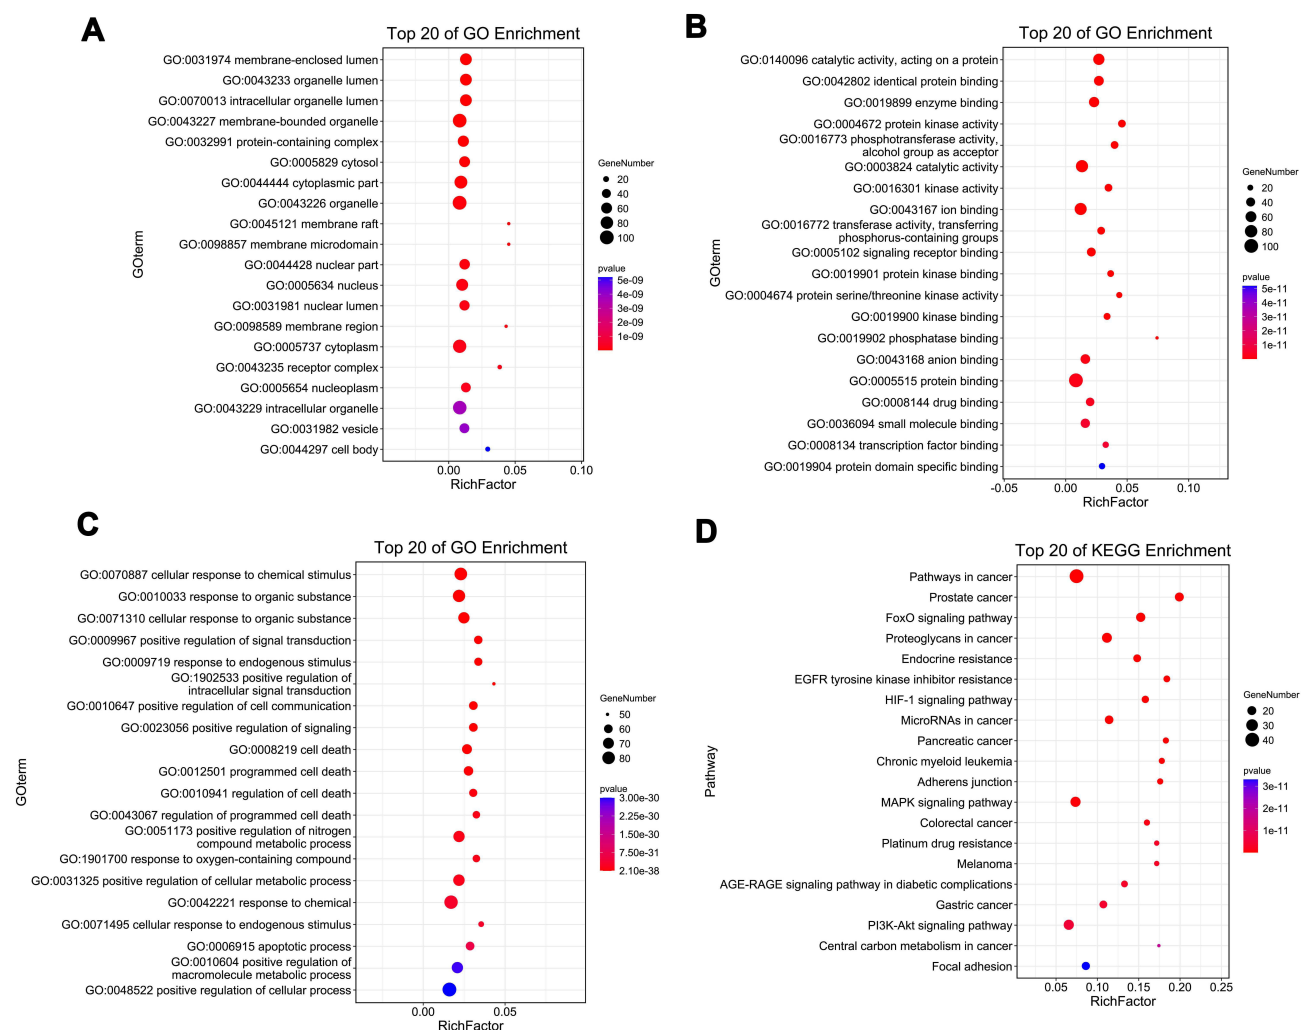 A
Top 20 of GO Enrichment
GOterm
GO:0031974 membrane-enclosed lumen
GO:0043233 organelle lumen
GO:0070013 intracellular organelle lumen
GO:0043227 membrane-bounded organelle
GO:0032991 protein-containing complex
GO:0005829 cytosol
GO:0044444 cytoplasmic part
GO:0043226 organelle
GO:0045121 membrane raft
GO:0098857 membrane microdomain
GO:0044428 nuclear part
GO:0005634 nucleus
GO:0031981 nuclear lumen
GO:0098589 membrane region
GO:0005737 cytoplasm
GO:0043235 receptor complex
GO:0005654 nucleoplasm
GO:0043229 intracellular organelle
GO:0031982 vesicle
GO:0044297 cell body
0.00 0.05 0.10
RichFactor
GeneNumber
20
40
60
80
100
pvalue
5e-09
4e-09
3e-09
2e-09
1e-09
B
Top 20 of GO Enrichment
GOterm
GO:0140096 catalytic activity, acting on a protein
GO:0042802 identical protein binding
GO:0019899 enzyme binding
GO:0004672 protein kinase activity
GO:0016773 phosphotransferase activity,
alcohol group as acceptor
GO:0003824 catalytic activity
GO:0016301 kinase activity
GO:0043167 ion binding
GO:0016772 transferase activity, transferring
phosphorus-containing groups
GO:0005102 signaling receptor binding
GO:0019901 protein kinase binding
GO:0004674 protein serine/threonine kinase activity
GO:0019900 kinase binding
GO:0019902 phosphatase binding
GO:0043168 anion binding
GO:0005515 protein binding
GO:0008144 drug binding
GO:0036094 small molecule binding
GO:0008134 transcription factor binding
GO:0019904 protein domain specific binding
-0.05 0.00 0.05 0.10
RichFactor
GeneNumber
20
40
60
80
100
pvalue
5e-11
4e-11
3e-11
2e-11
1e-11
C
Top 20 of GO Enrichment
GOterm
GO:0070887 cellular response to chemical stimulus
GO:0010033 response to organic substance
GO:0071310 cellular response to organic substance
GO:0009967 positive regulation of signal transduction
GO:0009719 response to endogenous stimulus
GO:1902533 positive regulation of
intracellular signal transduction
GO:0010647 positive regulation of cell communication
GO:0023056 positive regulation of signaling
GO:0008219 cell death
GO:0012501 programmed cell death
GO:0010941 regulation of cell death
GO:0043067 regulation of programmed cell death
GO:0051173 positive regulation of nitrogen
compound metabolic process
GO:1901700 response to oxygen-containing compound
GO:0031325 positive regulation of cellular metabolic process
GO:0042221 response to chemical
GO:0071495 cellular response to endogenous stimulus
GO:0006915 apoptotic process
GO:0010604 positive regulation of
macromolecule metabolic process
GO:0048522 positive regulation of cellular process
0.00 0.05
RichFactor
GeneNumber
50
60
70
80
pvalue
3.00e-30
2.25e-30
1.50e-30
7.50e-31
2.10e-38
D
Top 20 of KEGG Enrichment
Pathway
Pathways in cancer
Prostate cancer
FoxO signaling pathway
Proteoglycans in cancer
Endocrine resistance
EGFR tyrosine kinase inhibitor resistance
HIF-1 signaling pathway
MicroRNAs in cancer
Pancreatic cancer
Chronic myeloid leukemia
Adherens junction
MAPK signaling pathway
Colorectal cancer
Platinum drug resistance
Melanoma
AGE-RAGE signaling pathway in diabetic complications
Gastric cancer
PI3K-Akt signaling pathway
Central carbon metabolism in cancer
Focal adhesion
0.05 0.10 0.15 0.20 0.25
RichFactor
GeneNumber
20
30
40
pvalue
3e-11
2e-11
1e-11